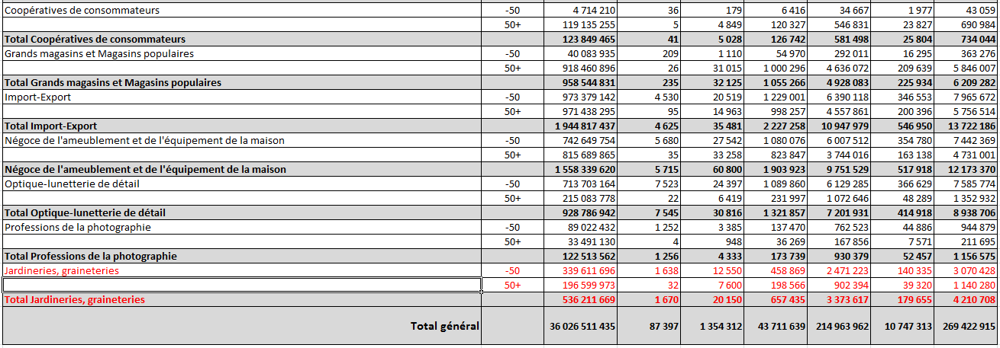 Coopératives de consommateurs -50 4 714 210 36 179 6 416 34 667 1 977 43 059
50+ 119 135 255 5 4 849 120 327 546 831 23 827 690 984
Total Coopératives de consommateurs 123 849 465 41 5 028 126 742 581 498 25 804 734 044
Grands magasins et Magasins populaires -50 40 083 935 209 1 110 54 970 292 011 16 295 363 276
50+ 918 460 896 26 31 015 1 000 296 4 636 072 209 639 5 846 007
Total Grands magasins et Magasins populaires 958 544 831 235 32 125 1 055 266 4 928 083 225 934 6 209 282
Import-Export -50 973 379 142 4 530 20 519 1 229 001 6 390 118 346 553 7 965 672
50+ 971 438 295 95 14 963 998 257 4 557 861 200 396 5 756 514
Total Import-Export 1 944 817 437 4 625 35 481 2 227 258 10 947 979 546 950 13 722 186
Négoce de l'ameublement et de l'équipement de la maison -50 742 649 754 5 680 27 542 1 080 076 6 007 512 354 780 7 442 369
50+ 815 689 865 35 33 258 823 847 3 744 016 163 138 4 731 001
Négoce de l'ameublement et de l'équipement de la maison 1 558 339 620 5 715 60 800 1 903 923 9 751 529 517 918 12 173 370
Optique-lunetterie de détail -50 713 703 164 7 523 24 397 1 089 860 6 129 285 366 629 7 585 774
50+ 215 083 778 22 6 419 231 997 1 072 646 48 289 1 352 932
Total Optique-lunetterie de détail 928 786 942 7 545 30 816 1 321 857 7 201 931 414 918 8 938 706
Professions de la photographie -50 89 022 432 1 252 3 385 137 470 762 523 44 886 944 879
50+ 33 491 130 4 948 36 269 167 856 7 571 211 695
Total Professions de la photographie 122 513 562 1 256 4 333 173 739 930 379 52 457 1 156 575
Jardineries, graineteries -50 339 611 696 1 638 12 550 458 869 2 471 223 140 335 3 070 428
50+ 196 599 973 32 7 600 198 566 902 394 39 320 1 140 280
Total Jardineries, graineteries 536 211 669 1 670 20 150 657 435 3 373 617 179 655 4 210 708
Total général 36 026 511 435 87 397 1 354 312 43 711 639 214 963 962 10 747 313 269 422 915